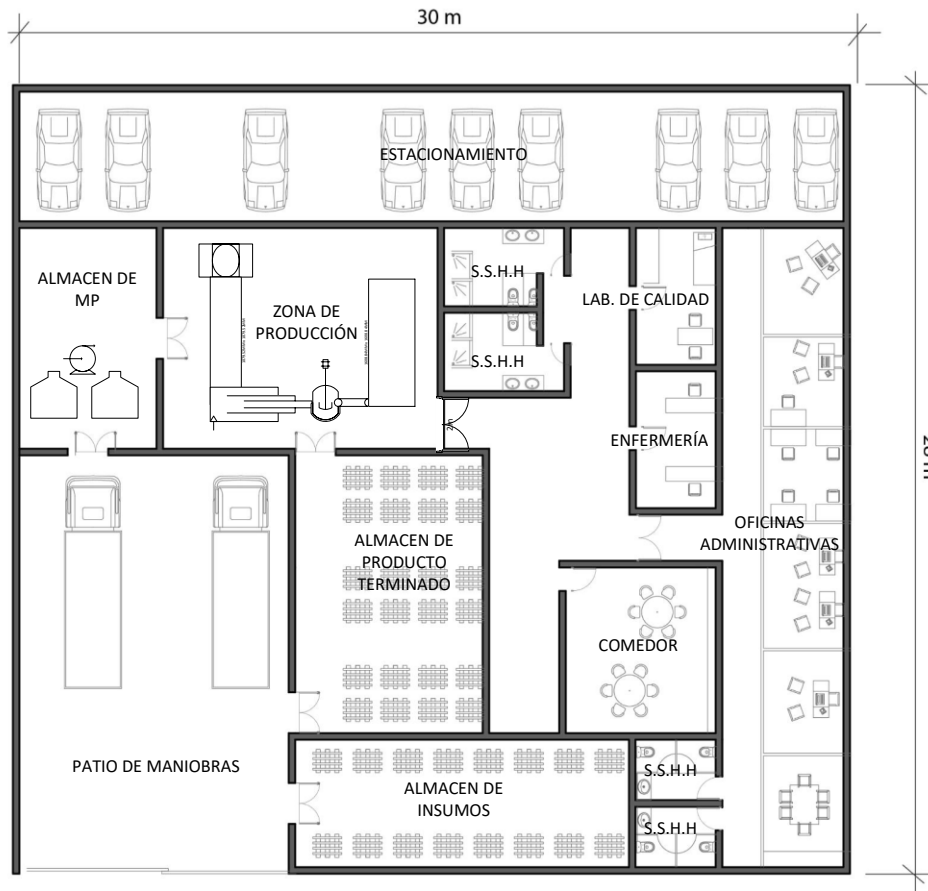 30 m
ESTACIONAMIENTO
ALMACEN DE
MP
ZONA DE
PRODUCCIÓN
S.S.H.H
LAB. DE CALIDAD
S.S.H.H
ENFERMERÍA
OFICINAS
ADMINISTRATIVAS
ALMACEN DE
PRODUCTO
TERMINADO
COMEDOR
PATIO DE MANIOBRAS
ALMACEN DE
INSUMOS
S.S.H.H
S.S.H.H